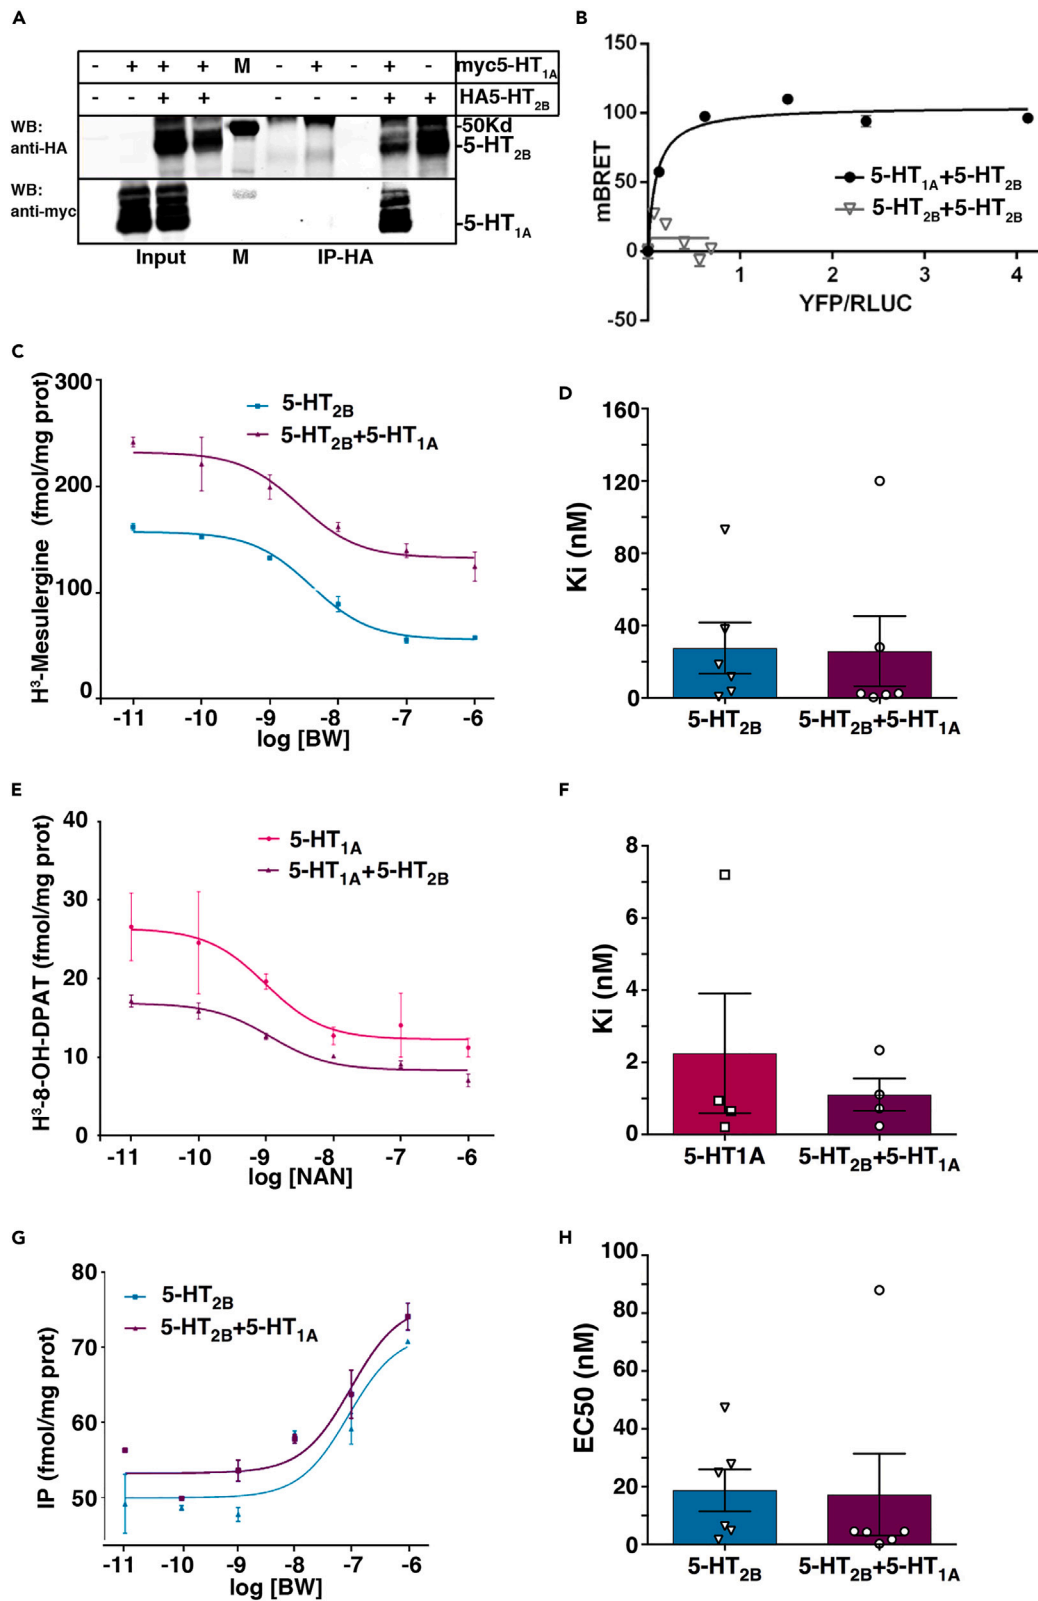 A
- + + + M - + - + - myc5-HT1A
- - + + - - - + + HA5-HT2B
WB: anti-HA
-50Kd
-5-HT2B
WB: anti-myc
-5-HT1A
Input M IP-HA
B
150
100
50
0
-50
mBRET
1 2 3 4
YFP/RLUC
5-HT1A+5-HT2B
5-HT2B+5-HT2B
C
300
200
100
0
H3-Mesulergine (fmol/mg prot)
5-HT2B
5-HT2B+5-HT1A
-11 -10 -9 -8 -7 -6
log [BW]
D
160
120
80
40
0
Ki (nM)
5-HT2B 5-HT2B+5-HT1A
E
40
30
20
10
0
H3-8-OH-DPAT (fmol/mg prot)
5-HT1A
5-HT1A+5-HT2B
-11 -10 -9 -8 -7 -6
log [NAN]
F
8
6
4
2
0
Ki (nM)
5-HT1A 5-HT2B+5-HT1A
G
80
70
60
50
IP (fmol/mg prot)
5-HT2B
5-HT2B+5-HT1A
-11 -10 -9 -8 -7 -6
log [BW]
H
100
80
60
40
20
0
EC50 (nM)
5-HT2B 5-HT2B+5-HT1A